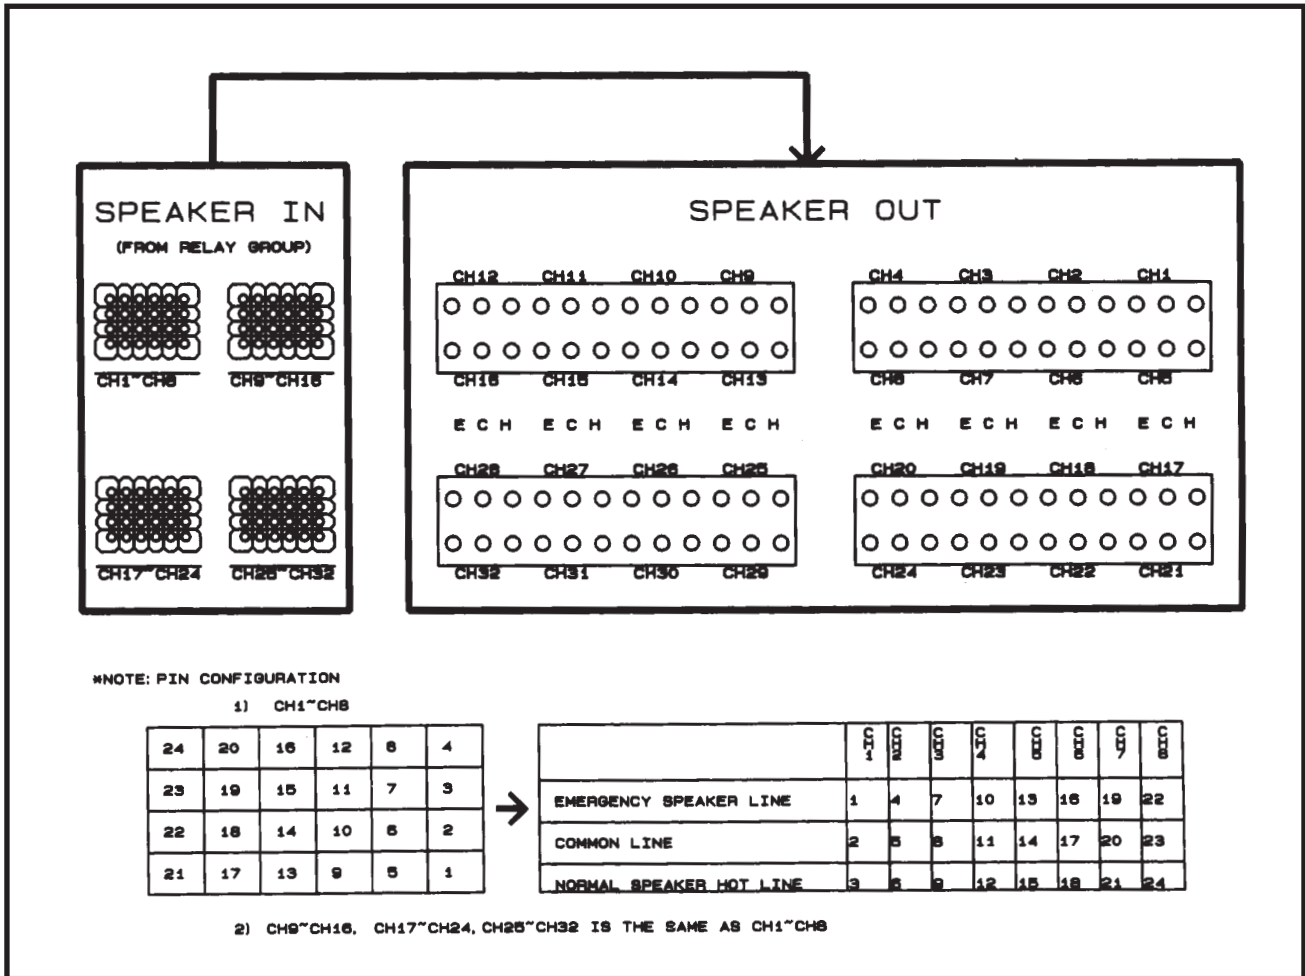 SPEAKER IN
(FROM RELAY GROUP)
CH1~CH8
CH9~CH16
CH17~CH24
CH25~CH32
SPEAKER OUT
CH12 CH11 CH10 CH9
CH16 CH15 CH14 CH13
CH4 CH3 CH2 CH1
CH8 CH7 CH6 CH5
E C H E C H E C H E C H
E C H E C H E C H E C H
CH28 CH27 CH26 CH25
CH32 CH31 CH30 CH29
CH20 CH19 CH18 CH17
CH24 CH23 CH22 CH21
*NOTE: PIN CONFIGURATION
1) CH1~CH8
24 20 16 12 8 4
23 19 15 11 7 3
22 18 14 10 6 2
21 17 13 9 5 1
CH1 CH2 CH3 CH4 CH5 CH6 CH7 CH8
EMERGENCY SPEAKER LINE 1 4 7 10 13 16 19 22
COMMON LINE 2 5 8 11 14 17 20 23
NORMAL SPEAKER HOT LINE 3 6 9 12 15 18 21 24
2) CH9~CH16, CH17~CH24, CH25~CH32 IS THE SAME AS CH1~CH8